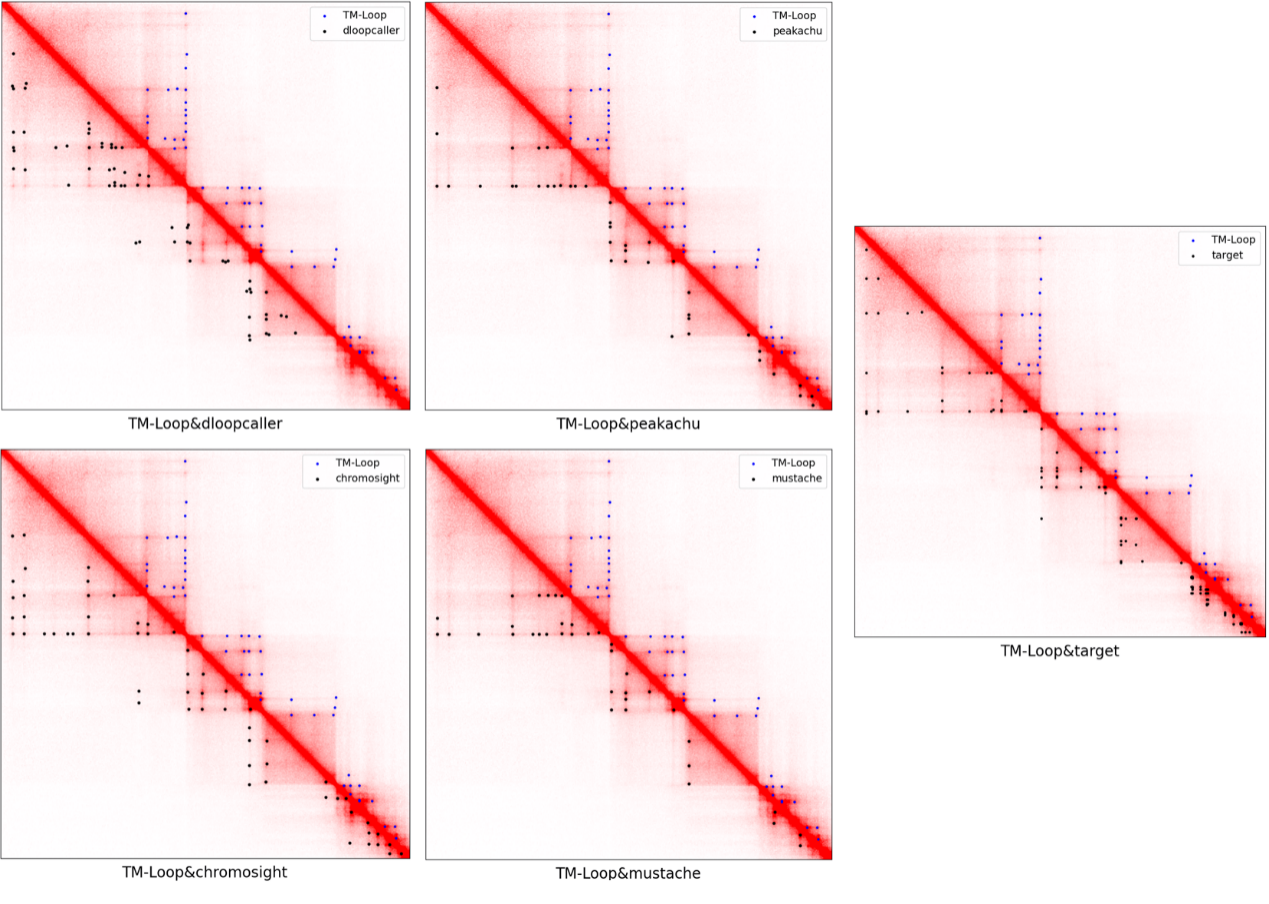 TM-Loop
dloopcaller
TM-Loop&dloopcaller
TM-Loop
peakachu
TM-Loop&peakachu
TM-Loop
target
TM-Loop&target
TM-Loop
chromosight
TM-Loop&chromosight
TM-Loop
mustache
TM-Loop&mustache